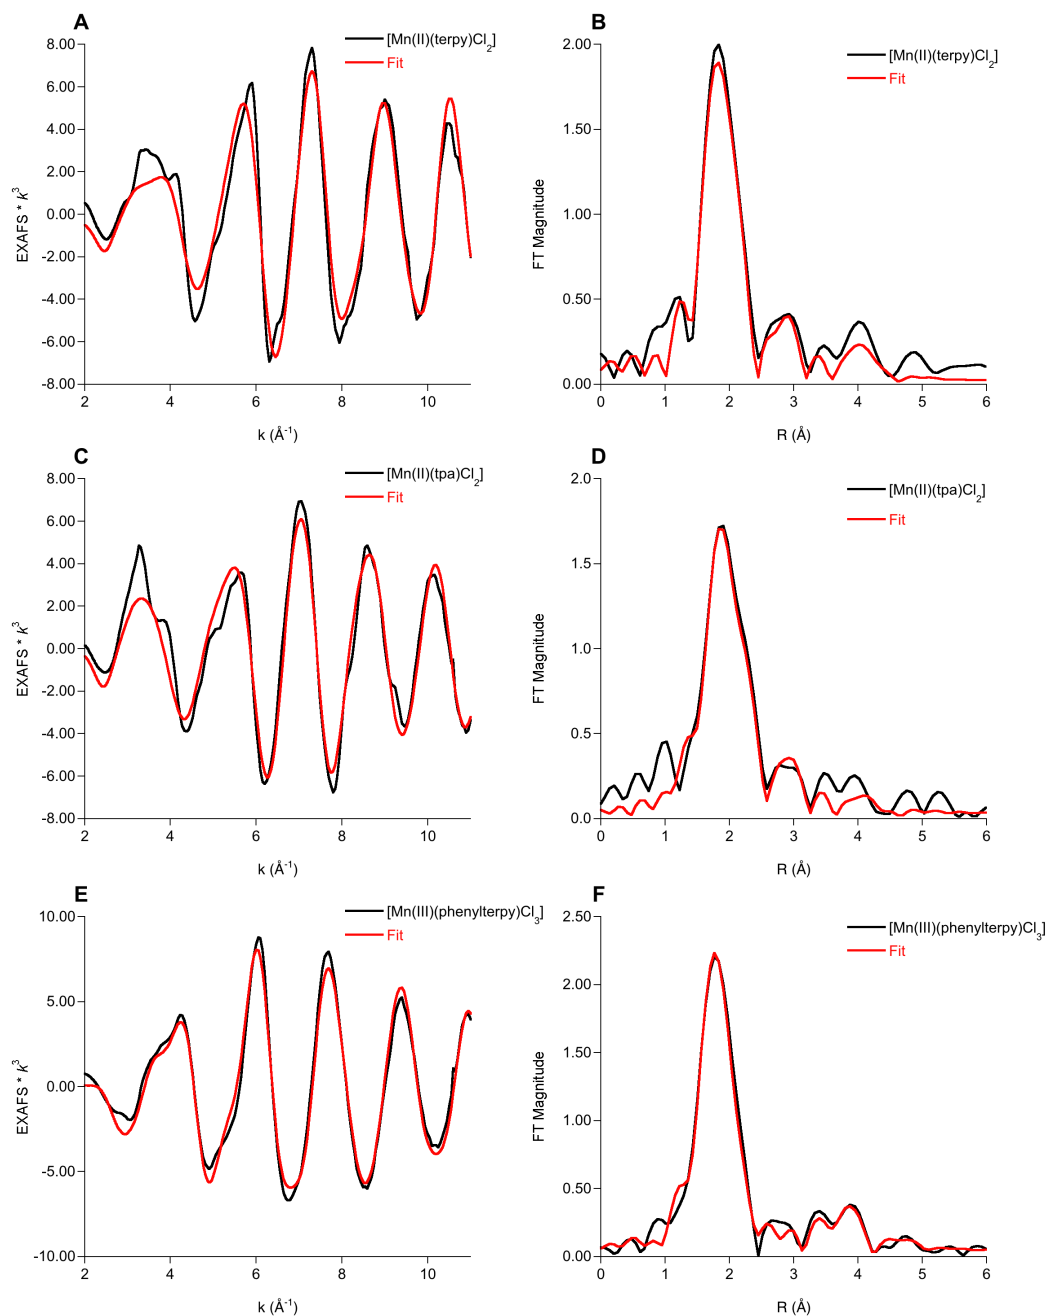 A
[Mn(II)(terpy)Cl2]
Fit
8.00
6.00
4.00
2.00
0.00
-2.00
-4.00
-6.00
-8.00
EXAFS * k³
2 4 6 8 10
k (Å⁻¹)
B
[Mn(II)(terpy)Cl2]
Fit
2.00
1.50
1.00
0.50
0.00
FT Magnitude
0 1 2 3 4 5 6
R (Å)
C
[Mn(II)(tpa)Cl2]
Fit
8.00
6.00
4.00
2.00
0.00
-2.00
-4.00
-6.00
-8.00
EXAFS * k³
2 4 6 8 10
k (Å⁻¹)
D
[Mn(II)(tpa)Cl2]
Fit
2.0
1.5
1.0
0.5
0.0
FT Magnitude
0 1 2 3 4 5 6
R (Å)
E
[Mn(III)(phenylterpy)Cl3]
Fit
10.00
5.00
0.00
-5.00
-10.00
EXAFS * k³
2 4 6 8 10
k (Å⁻¹)
F
[Mn(III)(phenylterpy)Cl3]
Fit
2.50
2.00
1.50
1.00
0.50
0.00
FT Magnitude
0 1 2 3 4 5 6
R (Å)